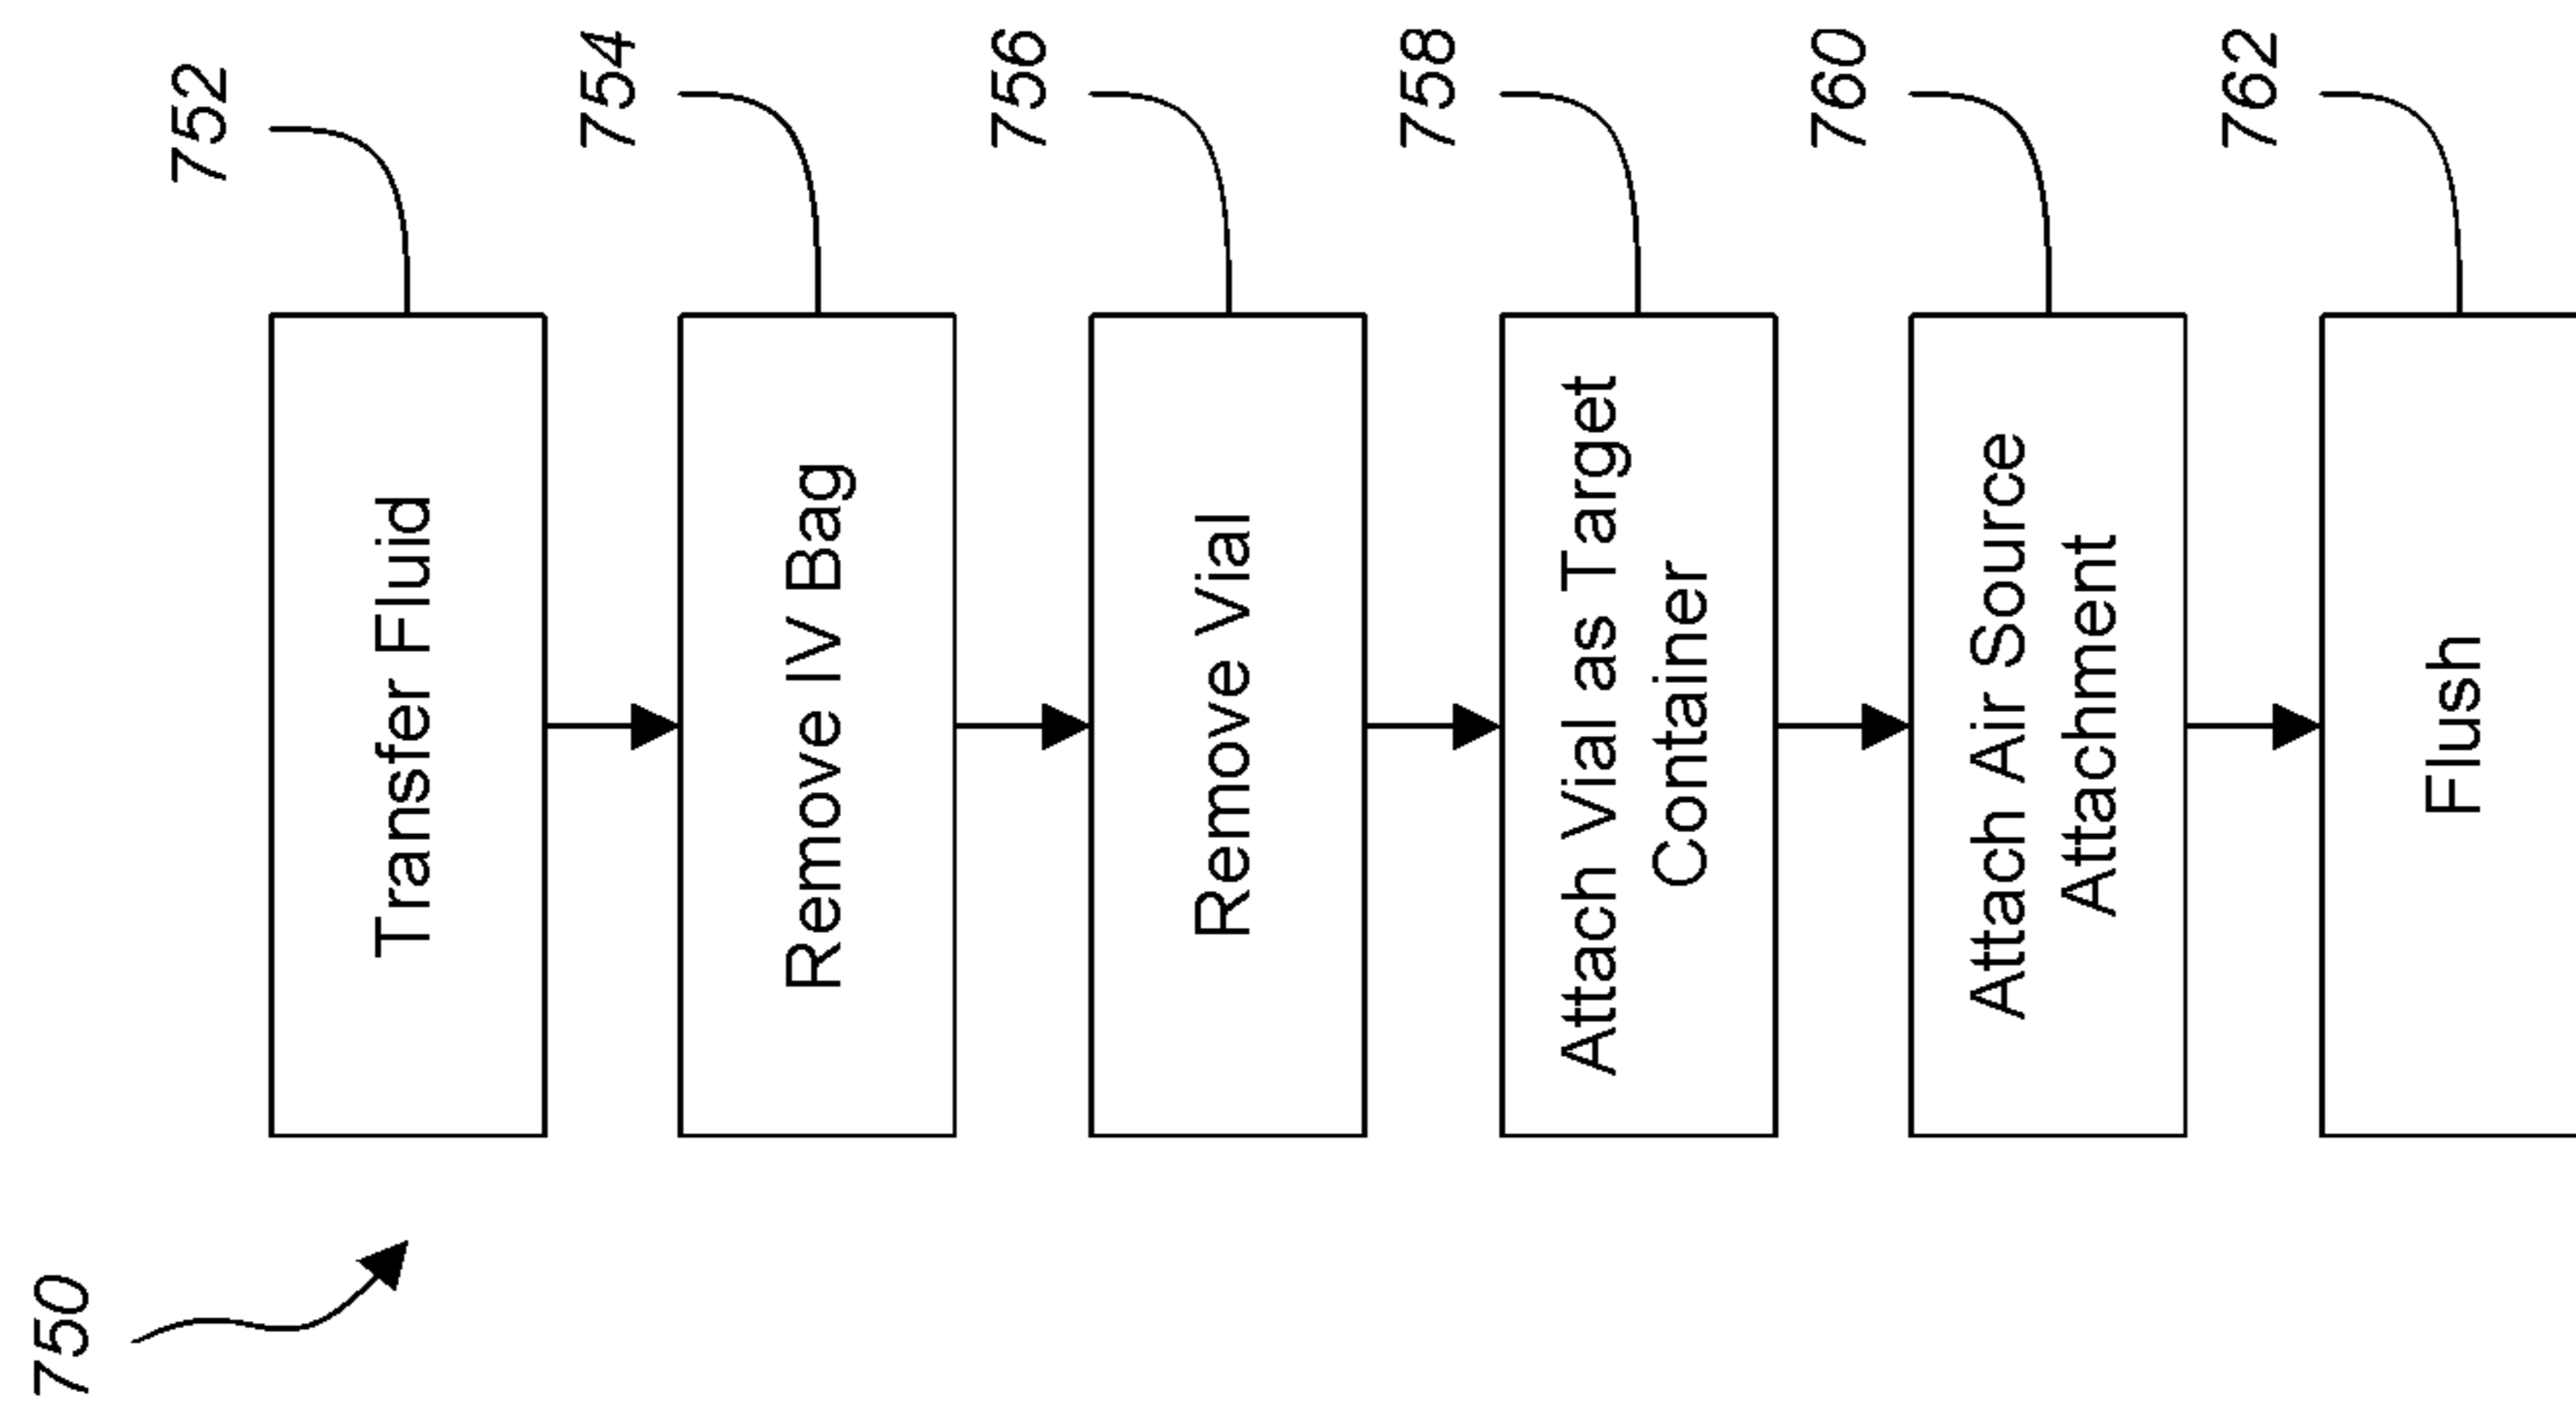 750
752
Transfer Fluid
754
Remove IV Bag
756
Remove Vial
758
Attach Vial as Target
Container
760
Attach Air Source
Attachment
762
Flush